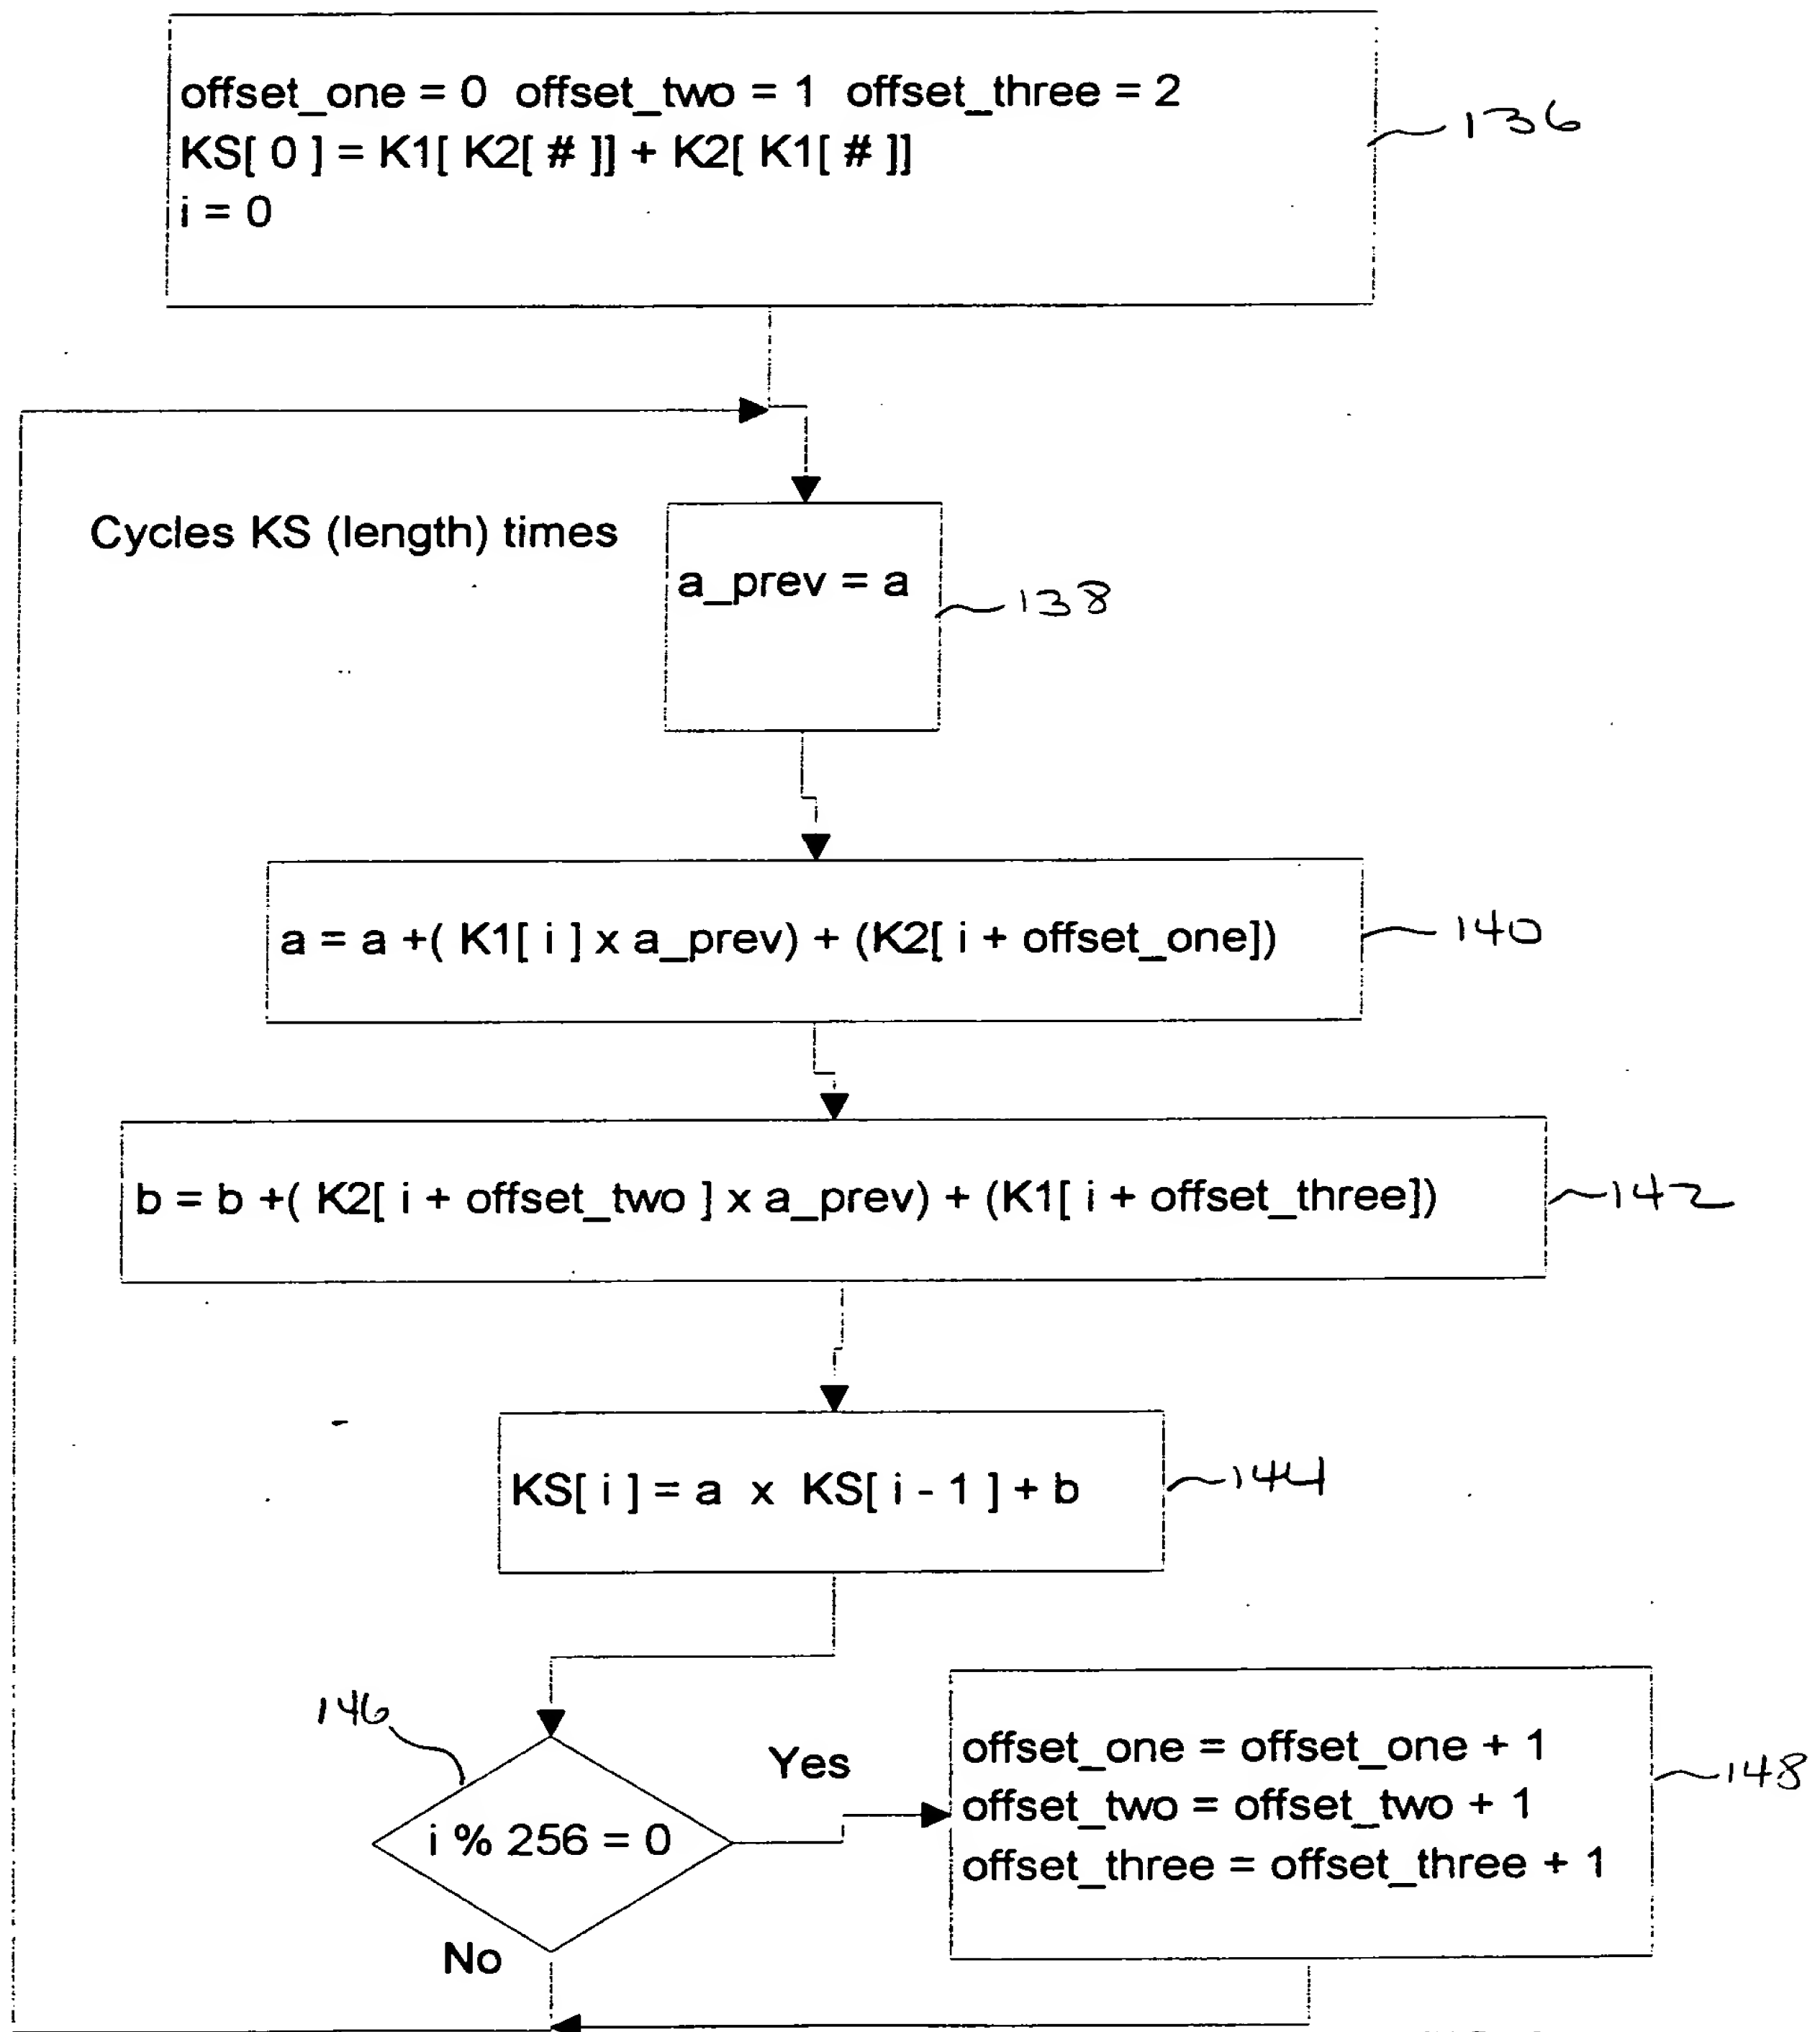 offset_one = 0 offset_two = 1 offset_three = 2
KS[ 0 ] = K1[ K2[ # ]] + K2[ K1[ # ]]
i = 0
136
Cycles KS (length) times
a_prev = a
138
a = a +( K1[ i ] x a_prev) + (K2[ i + offset_one])
140
b = b +( K2[ i + offset_two ] x a_prev) + (K1[ i + offset_three])
142
KS[ i ] = a x KS[ i - 1 ] + b
144
146
i % 256 = 0
Yes
No
offset_one = offset_one + 1
offset_two = offset_two + 1
offset_three = offset_three + 1
148